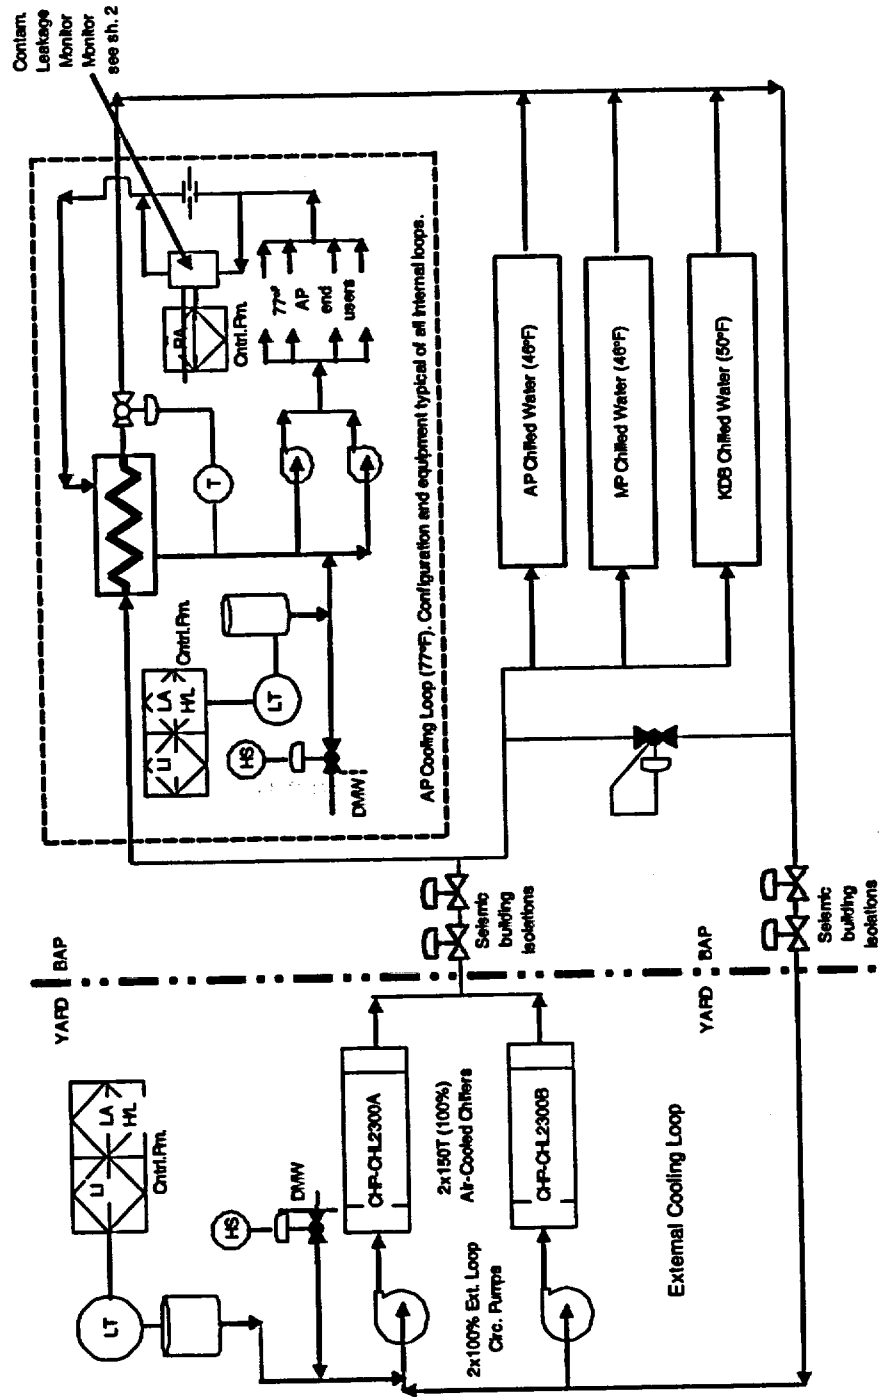 Contam.
Leakage
Monitor
Monitor
see sh. 2
RA
Cntrl.Rm.
77°F
AP
end
users
T
LI
LA
H/L
Cntrl.Rm.
LT
HS
DMW
AP Cooling Loop (77°F). Configuration and equipment typical of all internal loops.
AP Chilled Water (46°F)
MP Chilled Water (46°F)
KDB Chilled Water (50°F)
YARD
BAP
Seismic
building
isolations
YARD
BAP
Seismic
building
isolations
LI
LA
H/L
Cntrl.Rm.
LT
HS
DMW
CHP-CHL2300A
2x150T (100%)
Air-Cooled Chillers
CHP-CHL2300B
2x100% Ext. Loop
Circ. Pumps
External Cooling Loop